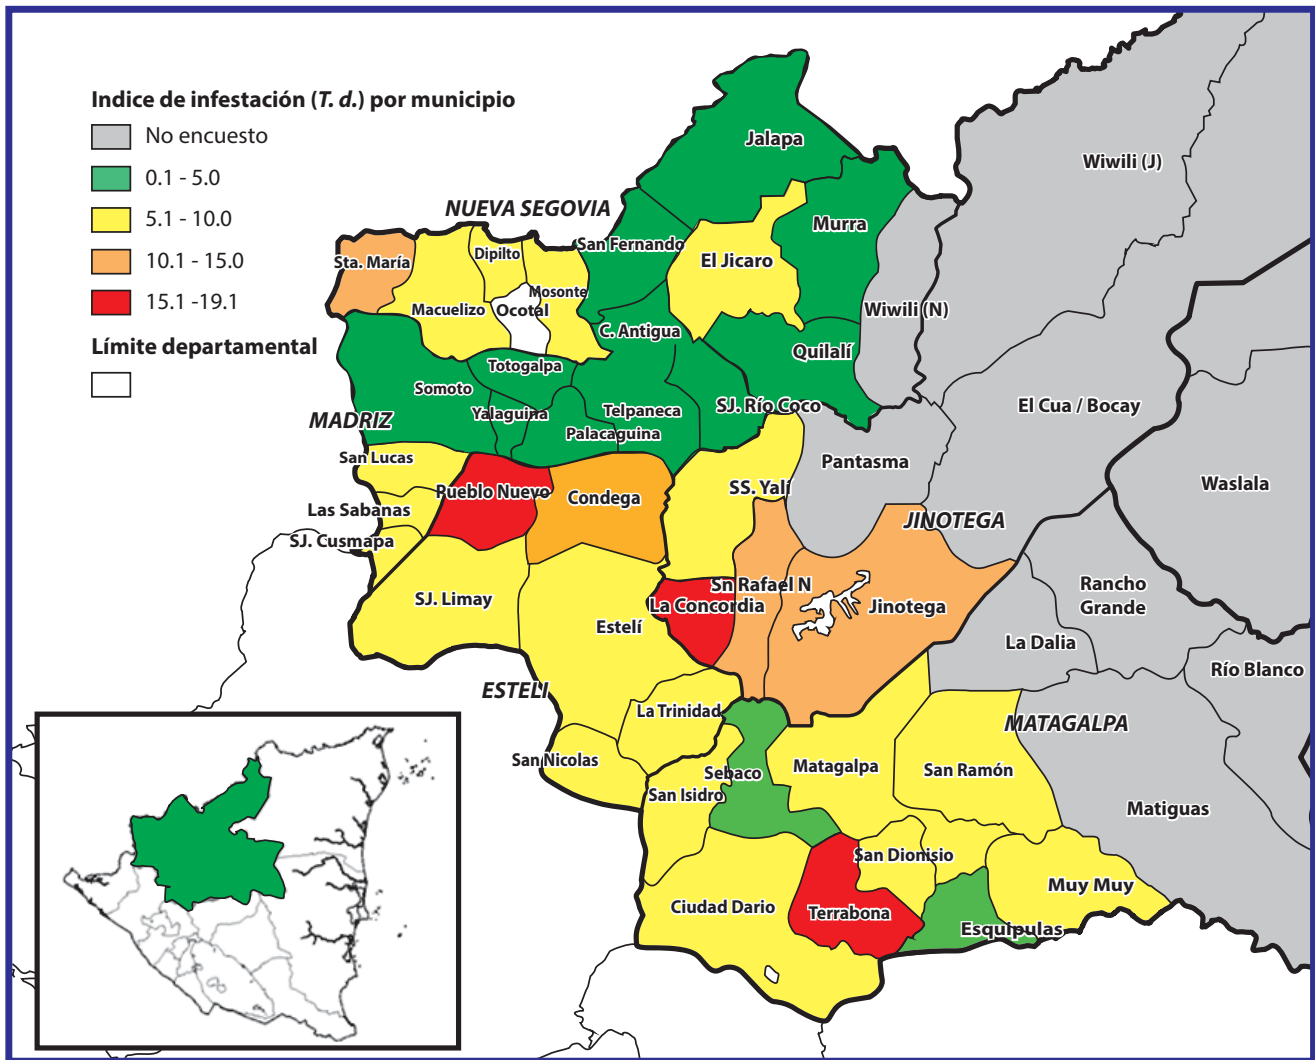 Indice de infestación (T. d.) por municipio
No encuesto
0.1 - 5.0
5.1 - 10.0
10.1 - 15.0
15.1 -19.1
Límite departamental
Jalapa
Wiwili (J)
NUEVA SEGOVIA
Murra
San Fernando
Dipilto
Sta. María
El Jicaro
Mosonte
Macuelizo
Ocotal
Wiwili (N)
C. Antigua
Quilalí
Totogalpa
Somoto
SJ. Río Coco
El Cua / Bocay
Yalaguina
Telpaneca
MADRIZ
Palacaguina
San Lucas
Pantasma
Waslala
SS. Yalí
Pueblo Nuevo
Condega
Las Sabanas
JINOTEGA
SJ. Cusmapa
Sn Rafael N
Rancho
Grande
SJ. Limay
La Concordia
Jinotega
Estelí
La Dalia
Río Blanco
ESTELI
La Trinidad
MATAGALPA
San Nicolas
Sebaco
Matagalpa
San Ramón
San Isidro
Matiguas
San Dionisio
Muy Muy
Ciudad Dario
Terrabona
Esquipulas